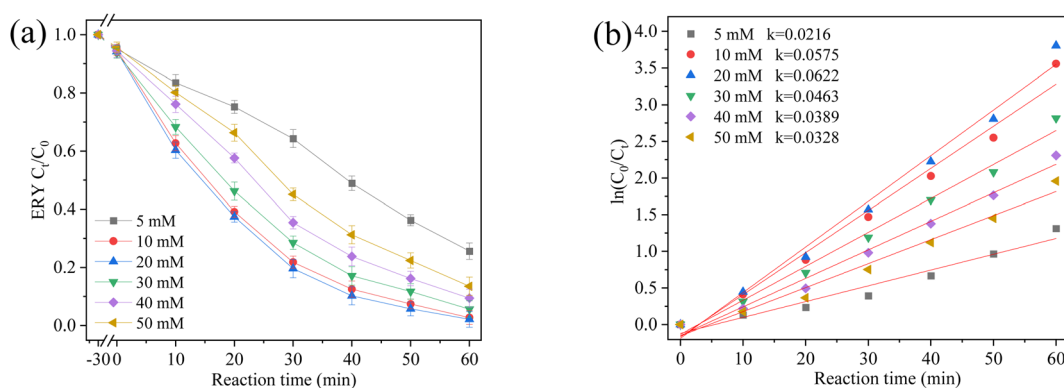 (a)
ERY Ct/C0
1.0
0.8
0.6
0.4
0.2
0.0
5 mM
10 mM
20 mM
30 mM
40 mM
50 mM
-30 0 10 20 30 40 50 60
Reaction time (min)
(b)
ln(C0/Ct)
4.0
3.5
3.0
2.5
2.0
1.5
1.0
0.5
0.0
5 mM k=0.0216
10 mM k=0.0575
20 mM k=0.0622
30 mM k=0.0463
40 mM k=0.0389
50 mM k=0.0328
0 10 20 30 40 50 60
Reaction time (min)